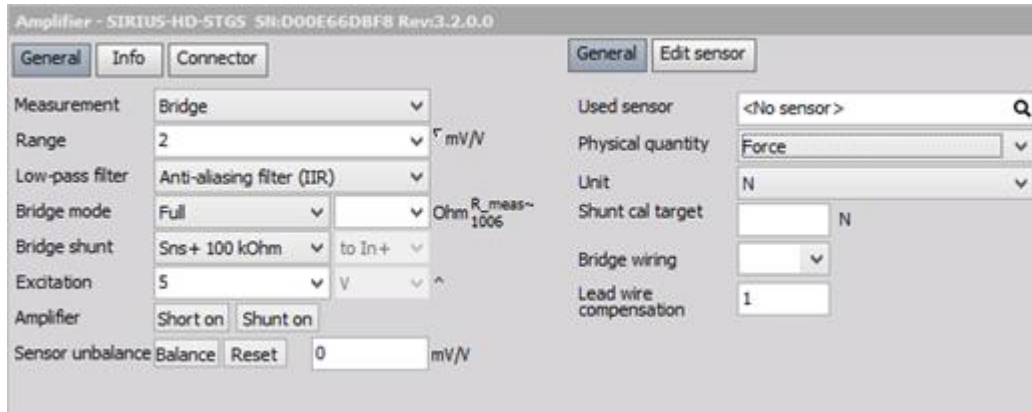 Amplifier - SIRIUS-HD-STGS SN:D00E66DBF8 Rev:3.2.0.0
General Info Connector
Measurement Bridge
Range 2 mV/V
Low-pass filter Anti-aliasing filter (IIR)
Bridge mode Full Ohm R_meas~ 1006
Bridge shunt Sns+ 100 kOhm to In+
Excitation 5 V ^
Amplifier Short on Shunt on
Sensor unbalance Balance Reset 0 mV/V
General Edit sensor
Used sensor <No sensor>
Physical quantity Force
Unit N
Shunt cal target N
Bridge wiring
Lead wire
compensation 1